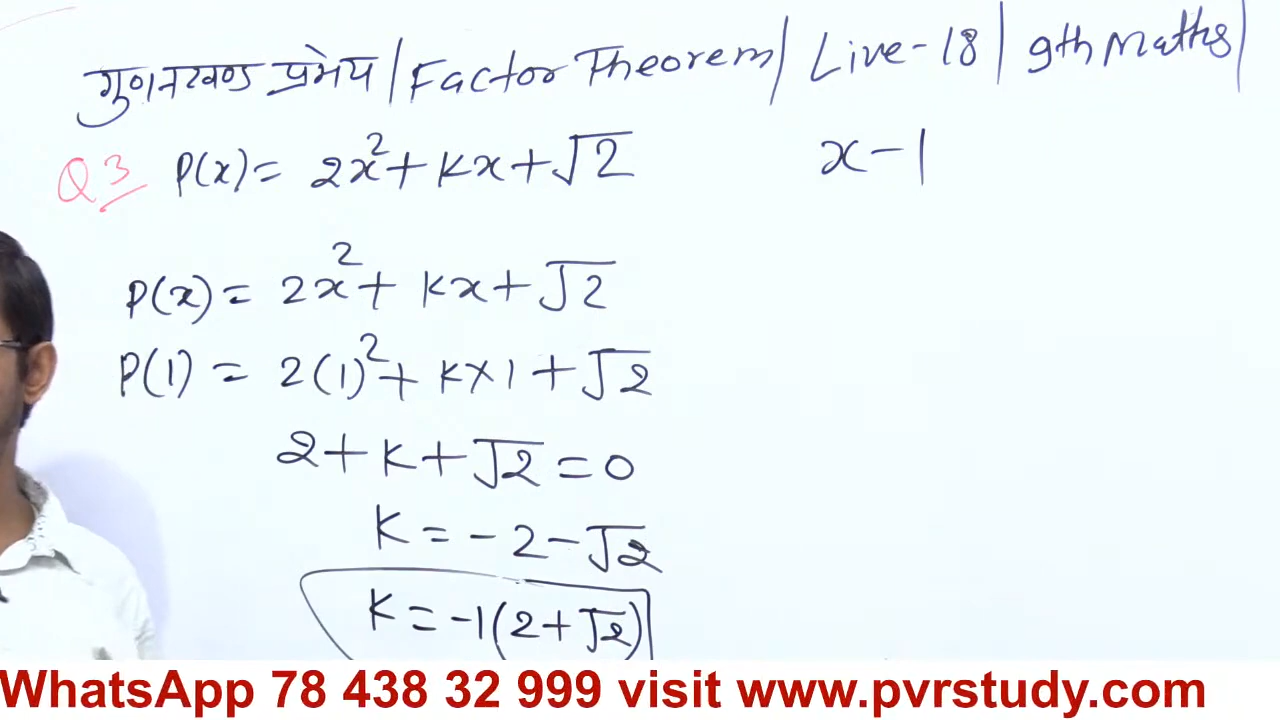 गुणनखण्ड प्रमेय / Factor Theorem / Live-18 / 9th Maths /
Q3 P(x) = 2x² + Kx + √2 x - 1
P(x) = 2x² + Kx + √2
P(1) = 2(1)² + K×1 + √2
2 + K + √2 = 0
K = -2 - √2
K = -1(2 + √2)
WhatsApp 78 438 32 999 visit www.pvrstudy.com